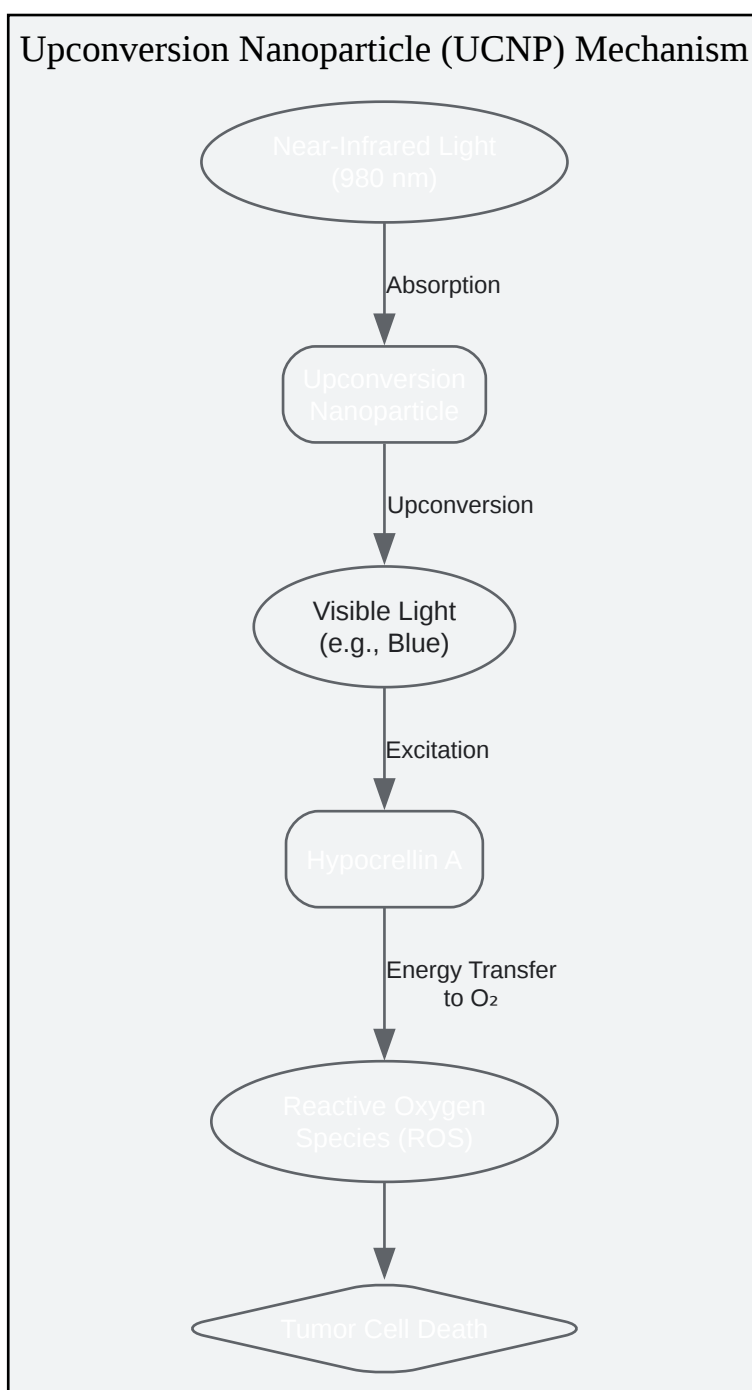 Upconversion Nanoparticle (UCNP) Mechanism
Near-Infrared Light
(980 nm)
Absorption
Upconversion
Nanoparticle
Upconversion
Visible Light
(e.g., Blue)
Excitation
Hypocrellin A
Energy Transfer
to O₂
Reactive Oxygen
Species (ROS)
Tumor Cell Death